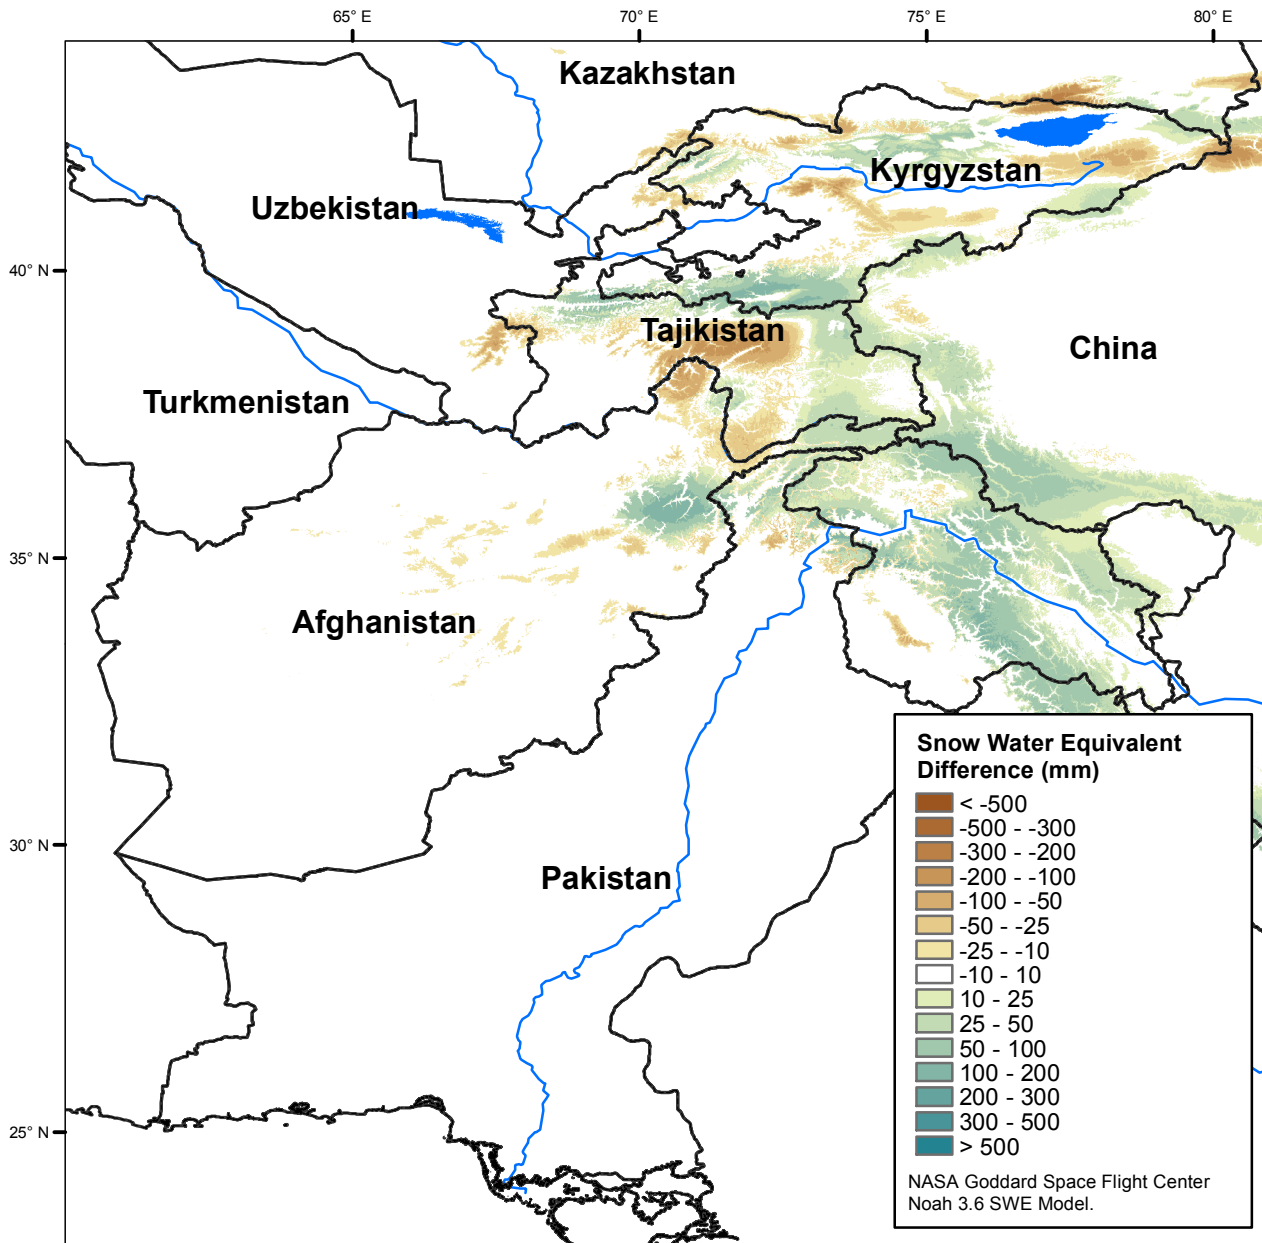 65° E
70° E
75° E
80° E
Kazakhstan
Kyrgyzstan
Uzbekistan
40° N
Tajikistan
China
Turkmenistan
35° N
Afghanistan
Snow Water Equivalent
Difference (mm)
< -500
-500 - -300
-300 - -200
-200 - -100
-100 - -50
-50 - -25
-25 - -10
-10 - 10
10 - 25
25 - 50
50 - 100
100 - 200
200 - 300
300 - 500
> 500
NASA Goddard Space Flight Center
Noah 3.6 SWE Model.
30° N
Pakistan
25° N